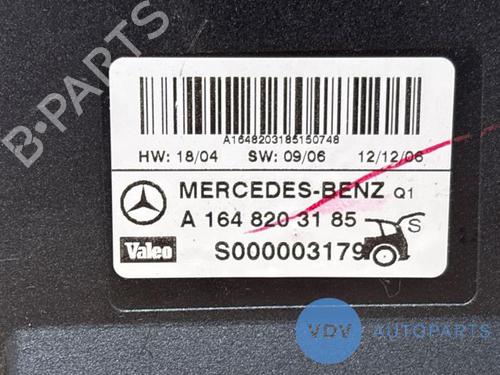 B-PARTS
A1648203185150748
HW: 18/04 SW: 09/06 12/12/06
MERCEDES-BENZ Q1
A 164 820 31 85
S
Valeo S000003179
VDV AUTOPARTS